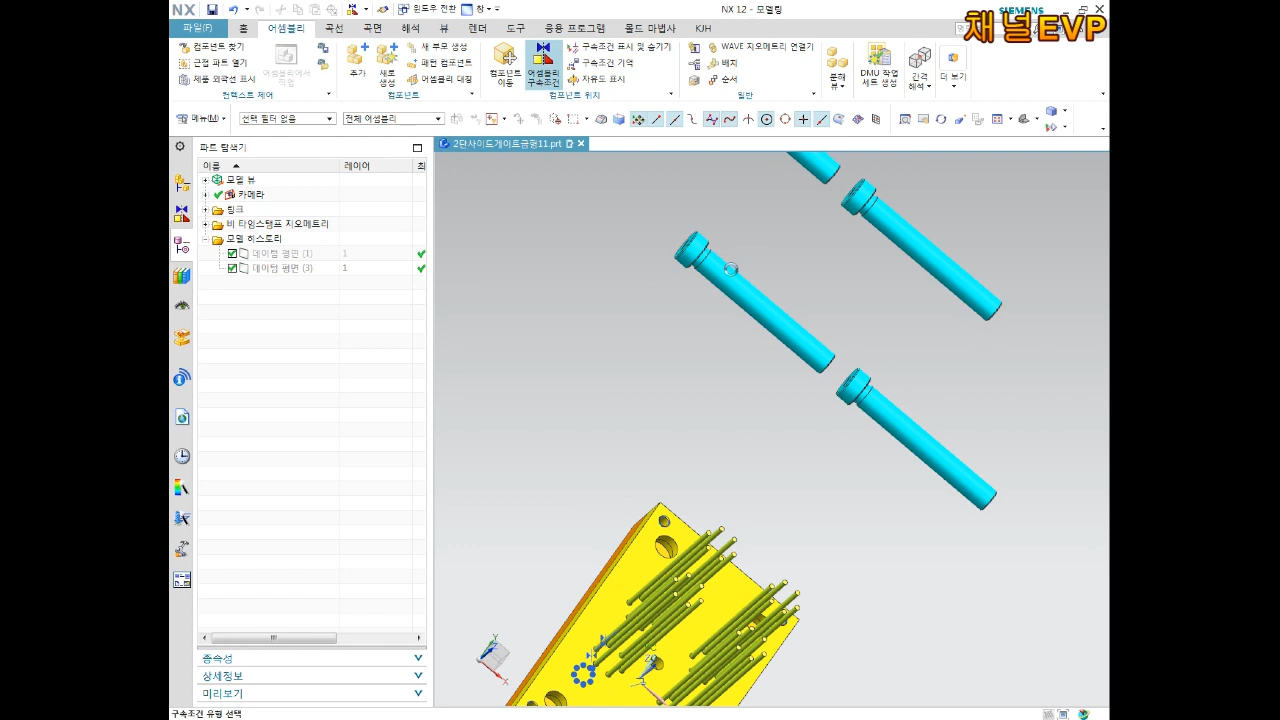 NX
윈도우 전환
창
NX 12 - 모델링
SIEMENS
채널EVP
파일(F)
홈
어셈블리
곡선
곡면
해석
뷰
렌더
도구
응용 프로그램
몰드 마법사
KJH
컴포넌트 찾기
근접 파트 열기
제품 외곽선 표시
어셈블리에서 작업
컨텍스트 제어
추가
새로 생성
새 부모 생성
패턴 컴포넌트
어셈블리 대칭
컴포넌트
컴포넌트 이동
어셈블리 구속조건
구속조건 표시 및 숨기기
구속조건 기억
자유도 표시
컴포넌트 위치
WAVE 지오메트리 연결기
배치
순서
일반
분해 뷰
DMU 작업 세트 생성
간격 해석
더 보기
메뉴(M)
선택 필터 없음
전체 어셈블리
파트 탐색기
2단사이드게이트금형11.prt
이름
레이어
최
모델 뷰
카메라
링크
비 타임스탬프 지오메트리
모델 히스토리
데이텀 평면 (1)
1
데이텀 평면 (3)
1
종속성
상세정보
미리보기
Y
X
구속조건 유형 선택